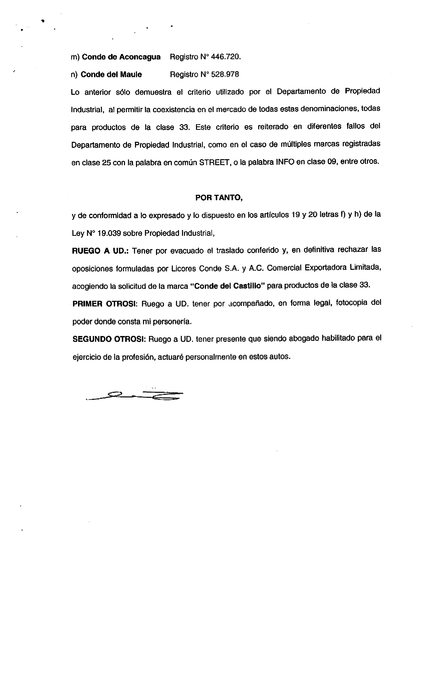 m) Conde de Aconcagua Registro N° 446.720.
n) Conde del Maule Registro N° 528.978
Lo anterior sólo demuestra el criterio utilizado por el Departamento de Propiedad
Industrial, al permitir la coexistencia en el mercado de todas estas denominaciones, todas
para productos de la clase 33. Este criterio es reiterado en diferentes fallos del
Departamento de Propiedad Industrial, como en el caso de múltiples marcas registradas
en clase 25 con la palabra en común STREET, o la palabra INFO en clase 09, entre otros.
POR TANTO,
y de conformidad a lo expresado y lo dispuesto en los artículos 19 y 20 letras f) y h) de la
Ley N° 19.039 sobre Propiedad Industrial,
RUEGO A UD.: Tener por evacuado el traslado conferido y, en definitiva rechazar las
oposiciones formuladas por Licores Conde S.A. y A.C. Comercial Exportadora Limitada,
acogiendo la solicitud de la marca "Conde del Castillo" para productos de la clase 33.
PRIMER OTROSI: Ruego a UD. tener por acompañado, en forma legal, fotocopia del
poder donde consta mi personería.
SEGUNDO OTROSI: Ruego a UD. tener presente que siendo abogado habilitado para el
ejercicio de la profesión, actuaré personalmente en estos autos.